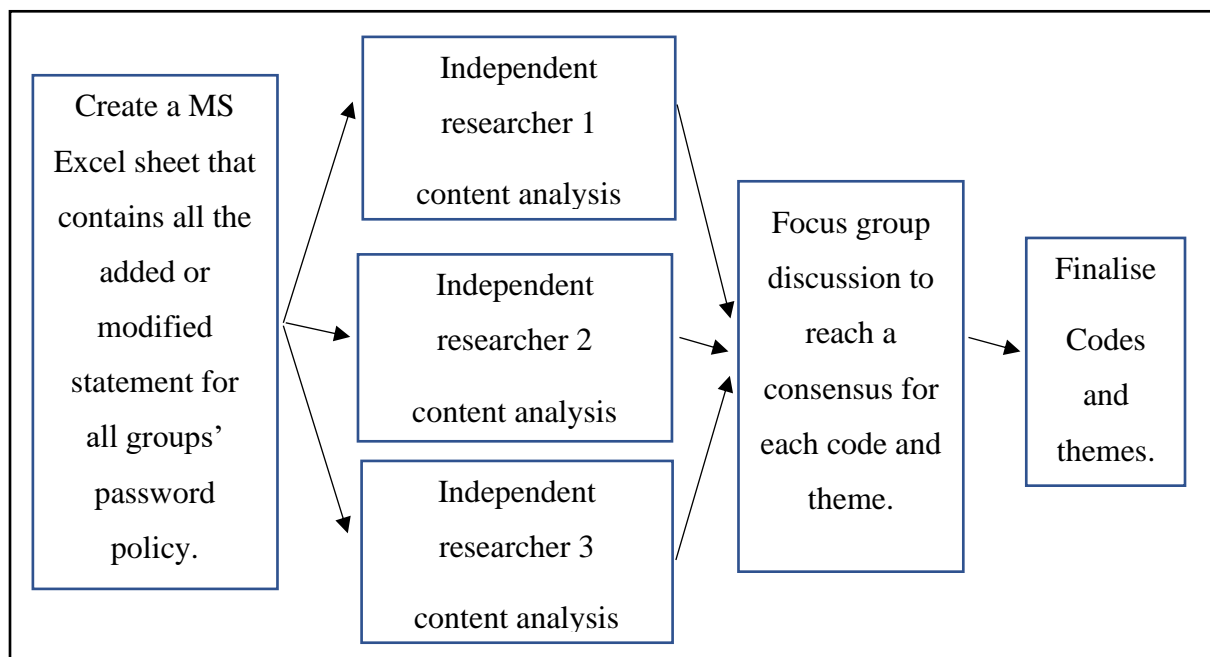 Create a MS
Excel sheet that
contains all the
added or
modified
statement for
all groups’
password
policy.
Independent
researcher 1
content analysis
Independent
researcher 2
content analysis
Independent
researcher 3
content analysis
Focus group
discussion to
reach a
consensus for
each code and
theme.
Finalise
Codes
and
themes.